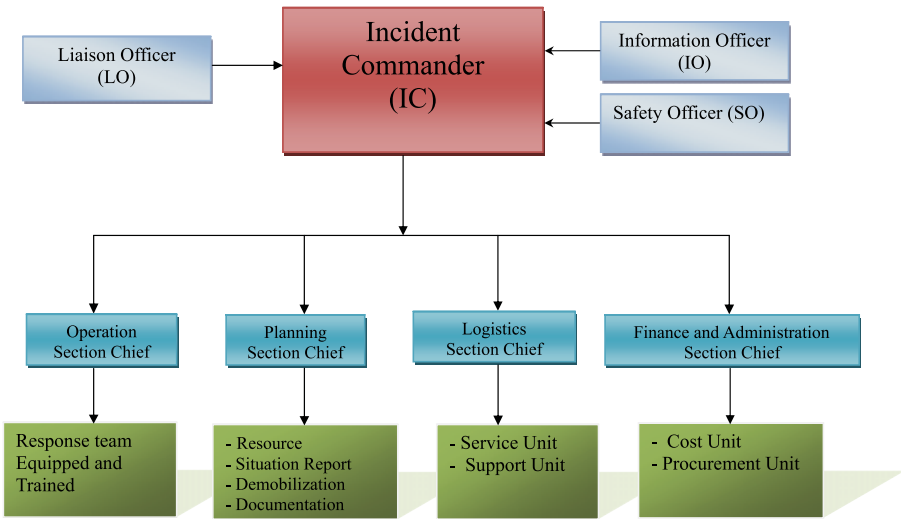 Incident
Commander
(IC)
Liaison Officer
(LO)
Information Officer
(IO)
Safety Officer (SO)
Operation
Section Chief
Planning
Section Chief
Logistics
Section Chief
Finance and Administration
Section Chief
Response team
Equipped and
Trained
- Resource
- Situation Report
- Demobilization
- Documentation
- Service Unit
- Support Unit
- Cost Unit
- Procurement Unit